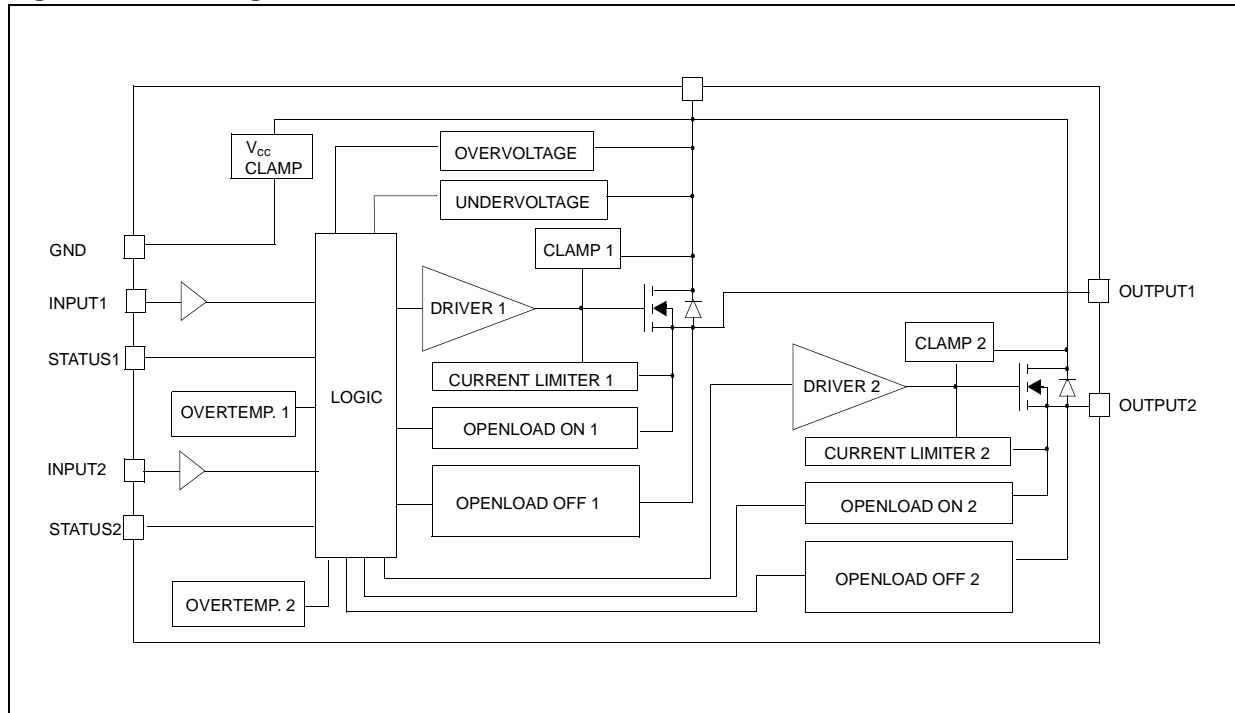 V_cc
CLAMP
OVERVOLTAGE
UNDERVOLTAGE
GND
CLAMP 1
INPUT1
DRIVER 1
OUTPUT1
STATUS1
CLAMP 2
CURRENT LIMITER 1
DRIVER 2
LOGIC
OVERTEMP. 1
OUTPUT2
OPENLOAD ON 1
CURRENT LIMITER 2
INPUT2
OPENLOAD OFF 1
OPENLOAD ON 2
STATUS2
OPENLOAD OFF 2
OVERTEMP. 2